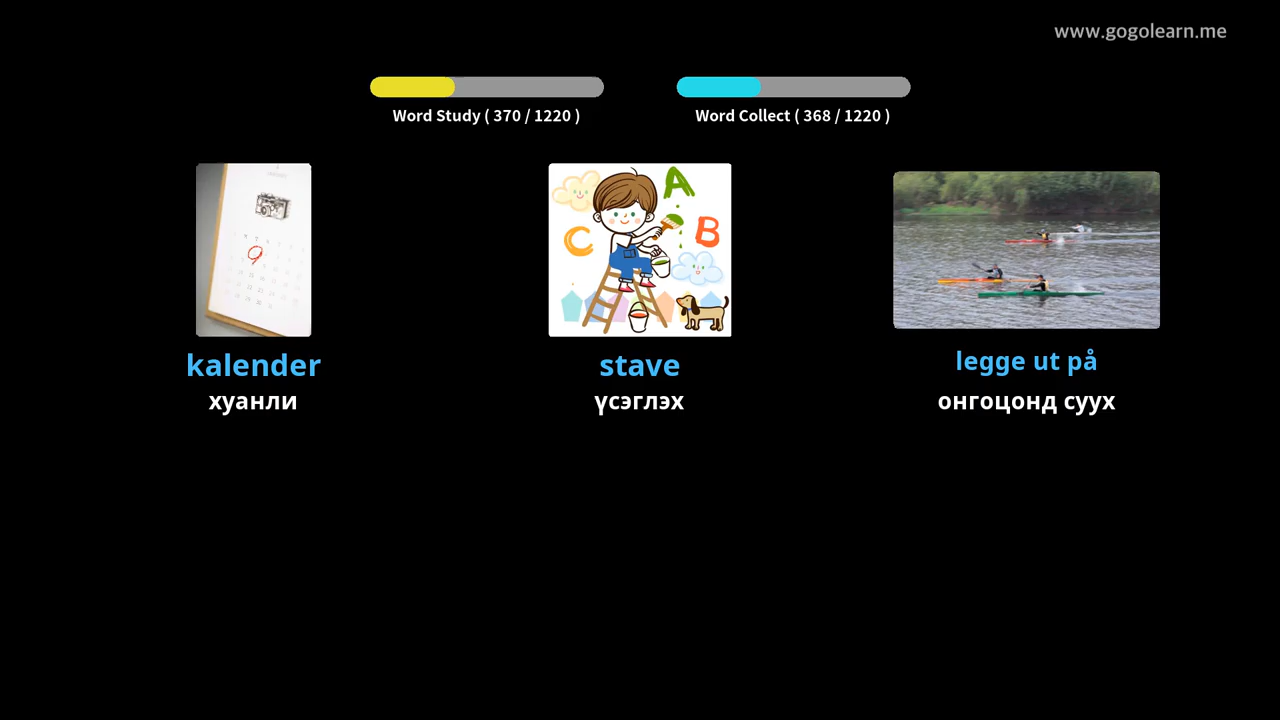 www.gogolearn.me
Word Study ( 370 / 1220 )
Word Collect ( 368 / 1220 )
A
B
C
kalender
stave
legge ut på
хуанли
үсэглэх
онгоцонд суух